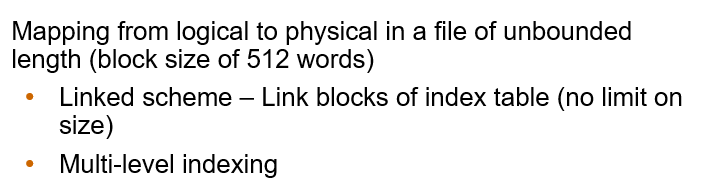 Mapping from logical to physical in a file of unbounded
length (block size of 512 words)
• Linked scheme – Link blocks of index table (no limit on
size)
• Multi-level indexing